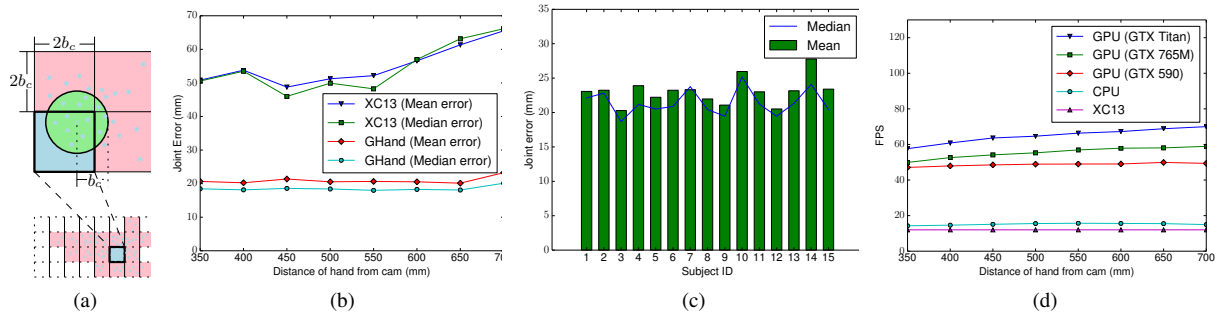 2b_c
2b_c
b_c
(a)
70
60
50
40
30
20
10
0
Joint Error (mm)
XC13 (Mean error)
XC13 (Median error)
GHand (Mean error)
GHand (Median error)
350 400 450 500 550 600 650 700
Distance of hand from cam (mm)
(b)
35
30
25
20
15
10
5
0
Joint error (mm)
Median
Mean
1 2 3 4 5 6 7 8 9 10 11 12 13 14 15
Subject ID
(c)
120
100
80
60
40
20
0
FPS
GPU (GTX Titan)
GPU (GTX 765M)
GPU (GTX 590)
CPU
XC13
350 400 450 500 550 600 650 700
Distance of hand from cam (mm)
(d)